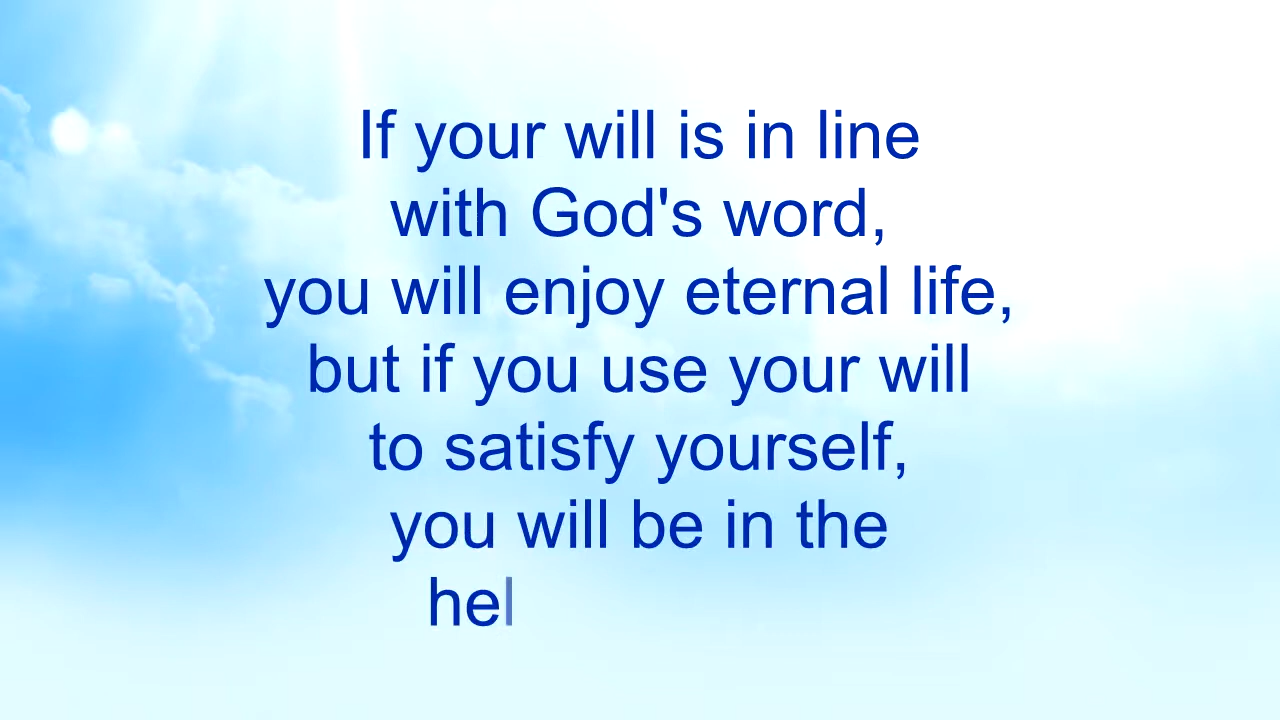 If your will is in line
with God's word,
you will enjoy eternal life,
but if you use your will
to satisfy yourself,
you will be in the
hel